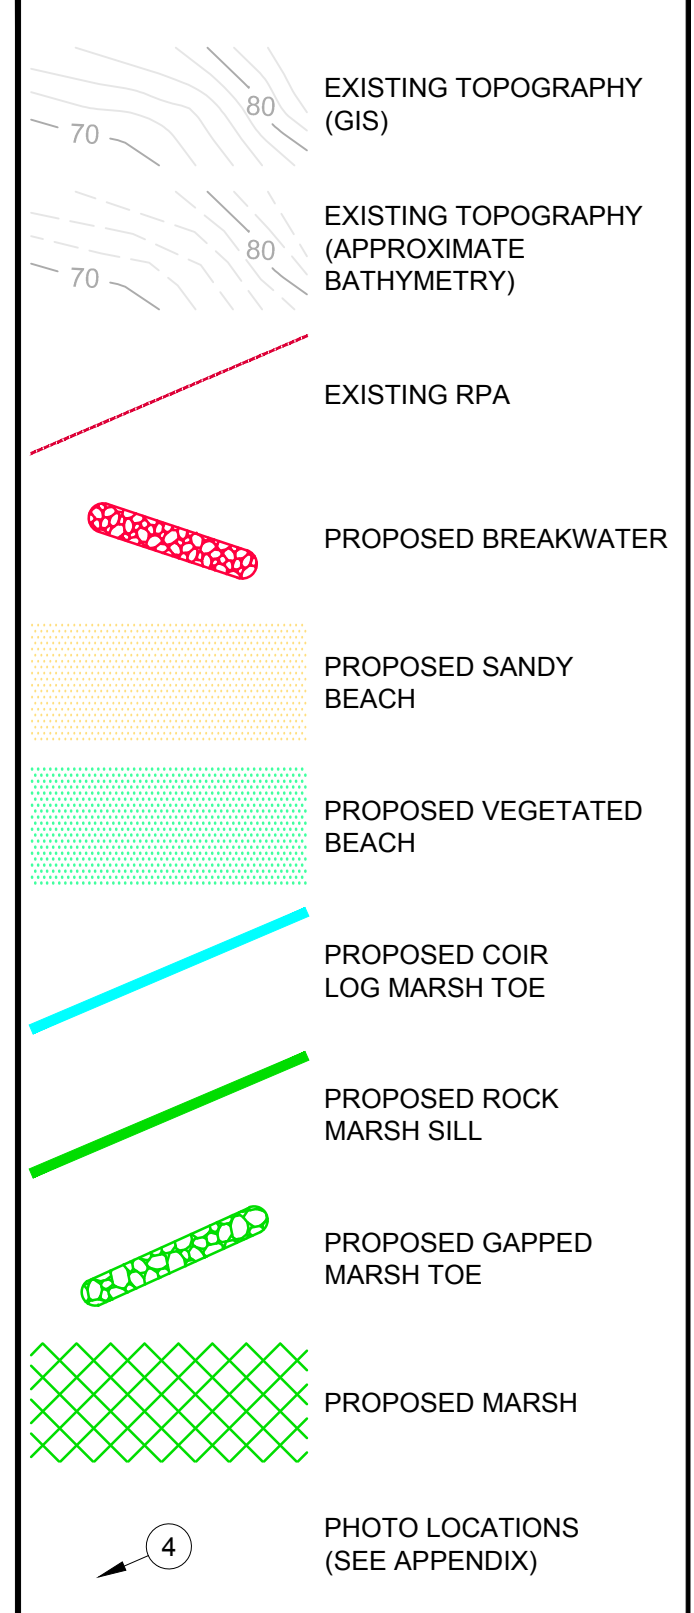 80
70
EXISTING TOPOGRAPHY
(GIS)
80
70
EXISTING TOPOGRAPHY
(APPROXIMATE
BATHYMETRY)
EXISTING RPA
PROPOSED BREAKWATER
PROPOSED SANDY
BEACH
PROPOSED VEGETATED
BEACH
PROPOSED COIR
LOG MARSH TOE
PROPOSED ROCK
MARSH SILL
PROPOSED GAPPED
MARSH TOE
PROPOSED MARSH
4
PHOTO LOCATIONS
(SEE APPENDIX)